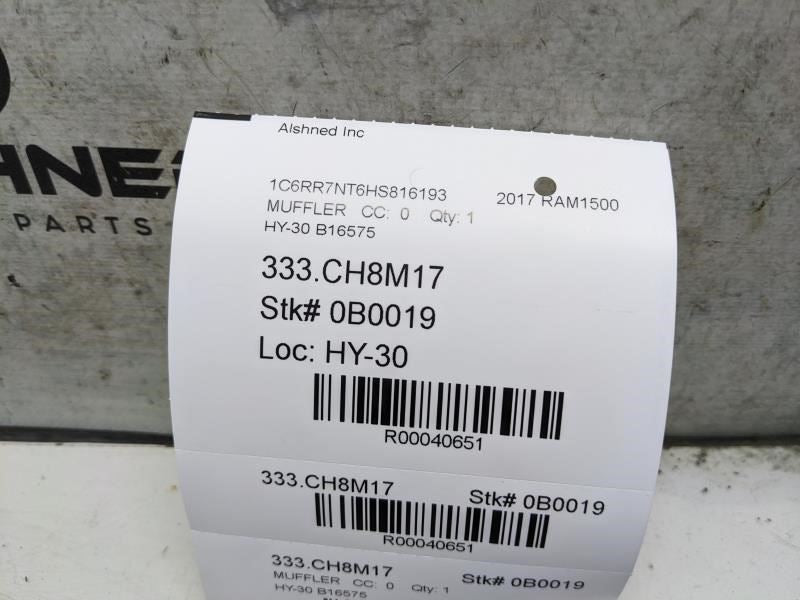 HNE
PARTS
Alshned Inc
1C6RR7NT6HS816193 2017 RAM1500
MUFFLER CC: 0 Qty: 1
HY-30 B16575
333.CH8M17
Stk# 0B0019
Loc: HY-30
R00040651
333.CH8M17 Stk# 0B0019
R00040651
333.CH8M17 Stk# 0B0019
MUFFLER CC: 0 Qty: 1
HY-30 B16575